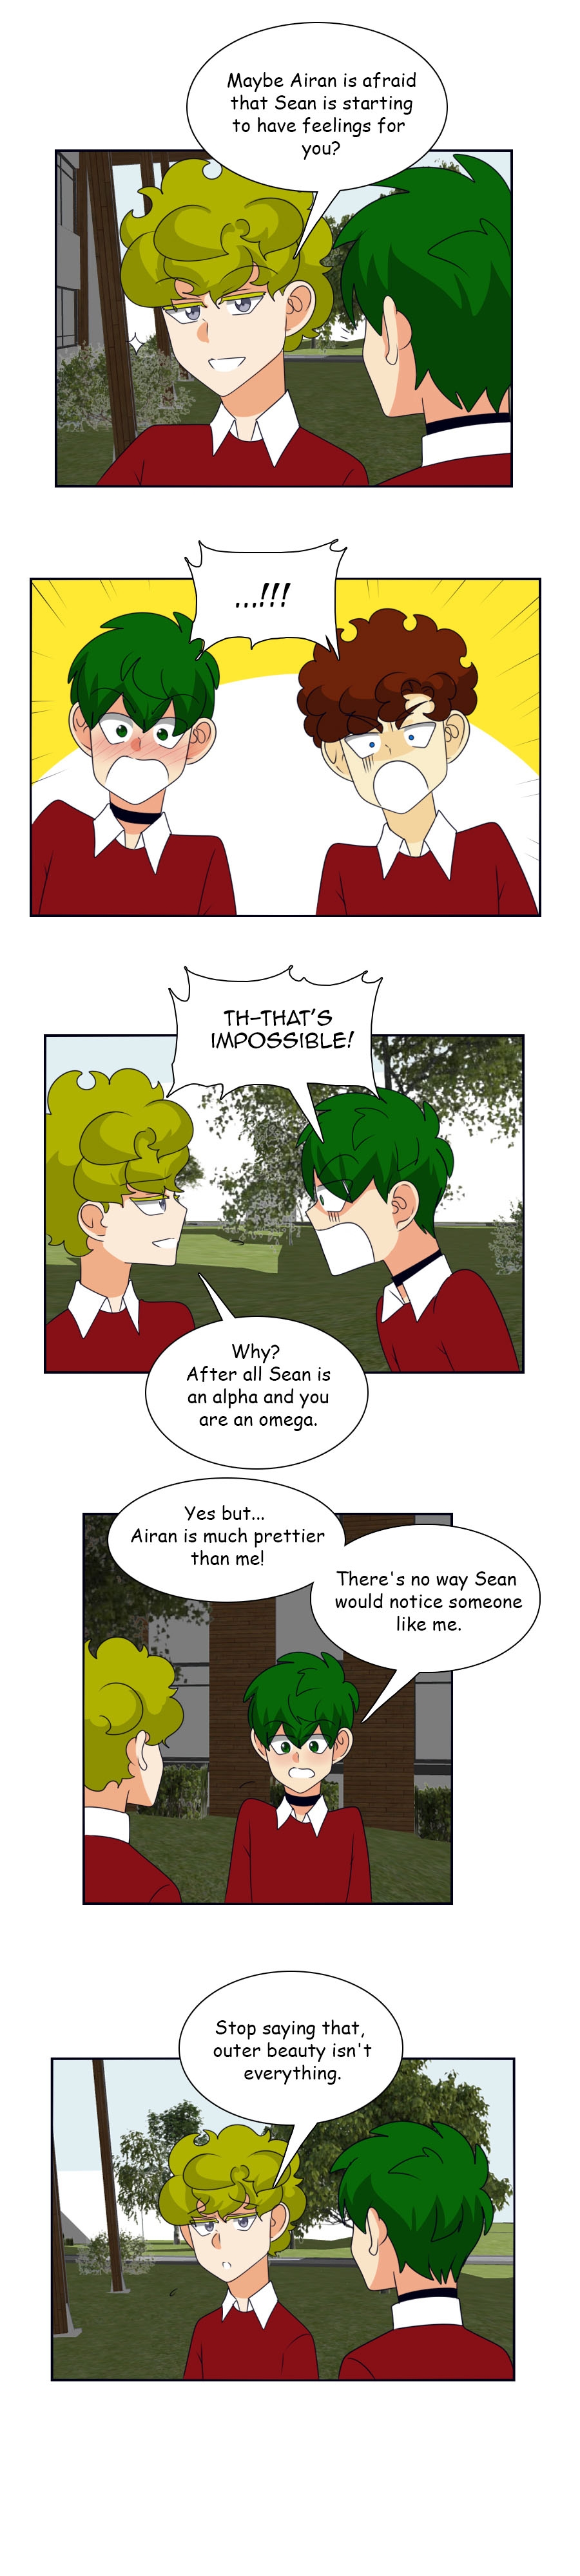 Maybe Airan is afraid
that Sean is starting
to have feelings for
you?
...!!!
TH-THAT'S
IMPOSSIBLE!
Why?
After all Sean is
an alpha and you
are an omega.
Yes but...
Airan is much prettier
than me!
There's no way Sean
would notice someone
like me.
Stop saying that,
outer beauty isn't
everything.